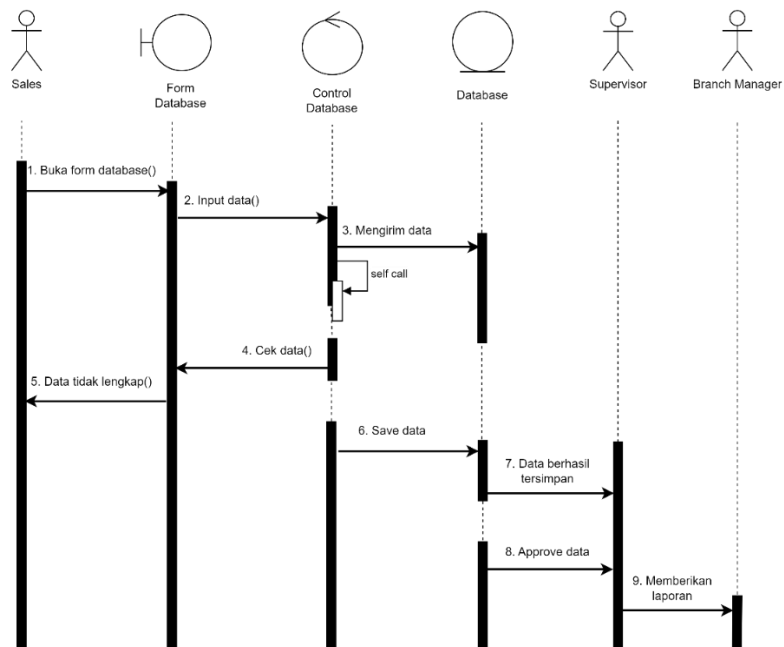 Sales
Form
Database
Control
Database
Database
Supervisor
Branch Manager
1. Buka form database()
2. Input data()
3. Mengirim data
self call
4. Cek data()
5. Data tidak lengkap()
6. Save data
7. Data berhasil
tersimpan
8. Approve data
9. Memberikan
laporan